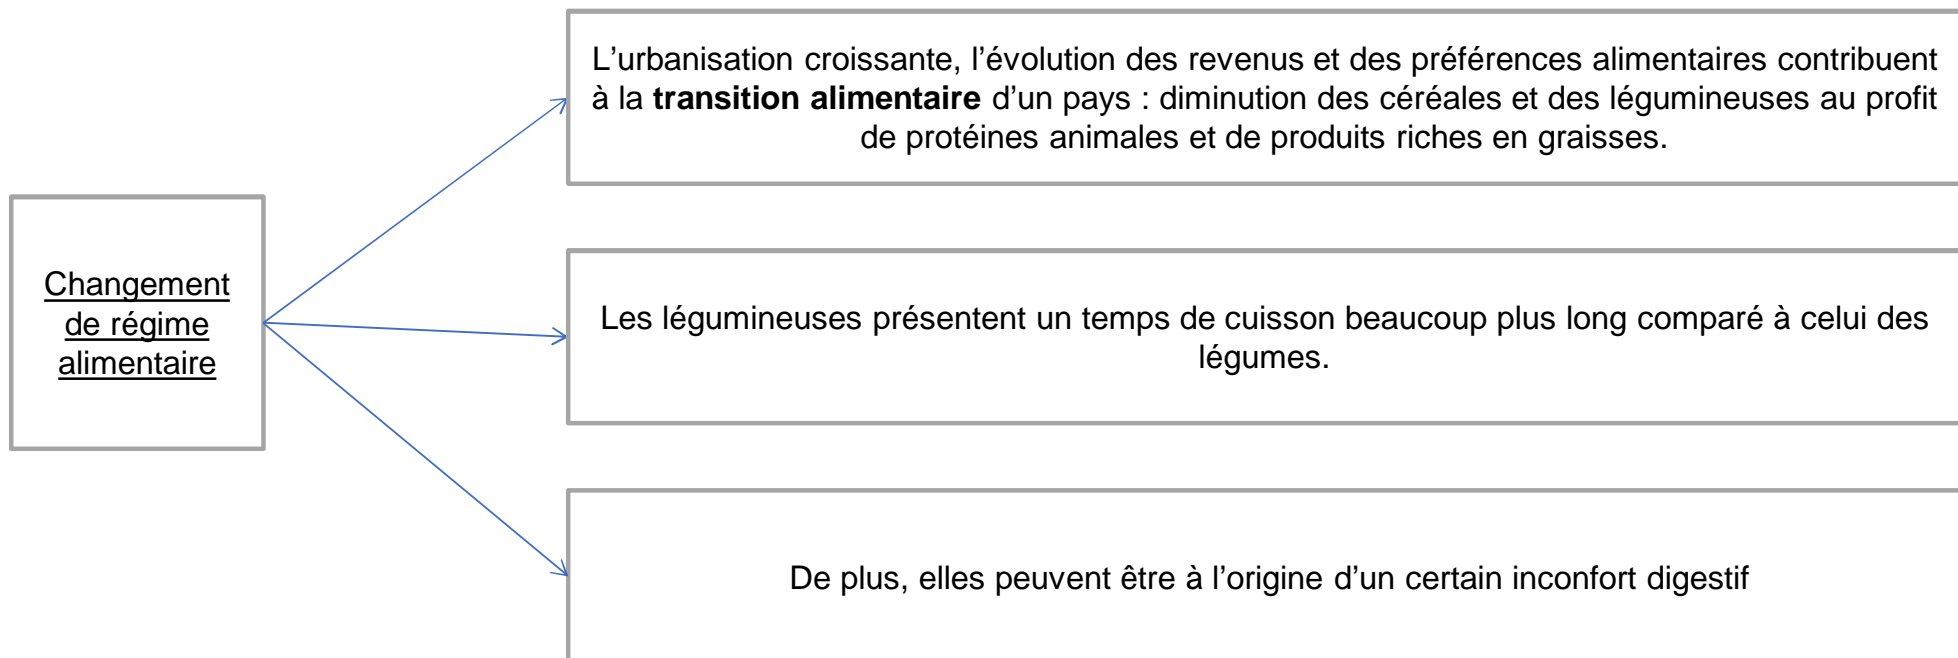 L’urbanisation croissante, l’évolution des revenus et des préférences alimentaires contribuent
à la transition alimentaire d’un pays : diminution des céréales et des légumineuses au profit
de protéines animales et de produits riches en graisses.
Changement
de régime
alimentaire
Les légumineuses présentent un temps de cuisson beaucoup plus long comparé à celui des
légumes.
De plus, elles peuvent être à l’origine d’un certain inconfort digestif